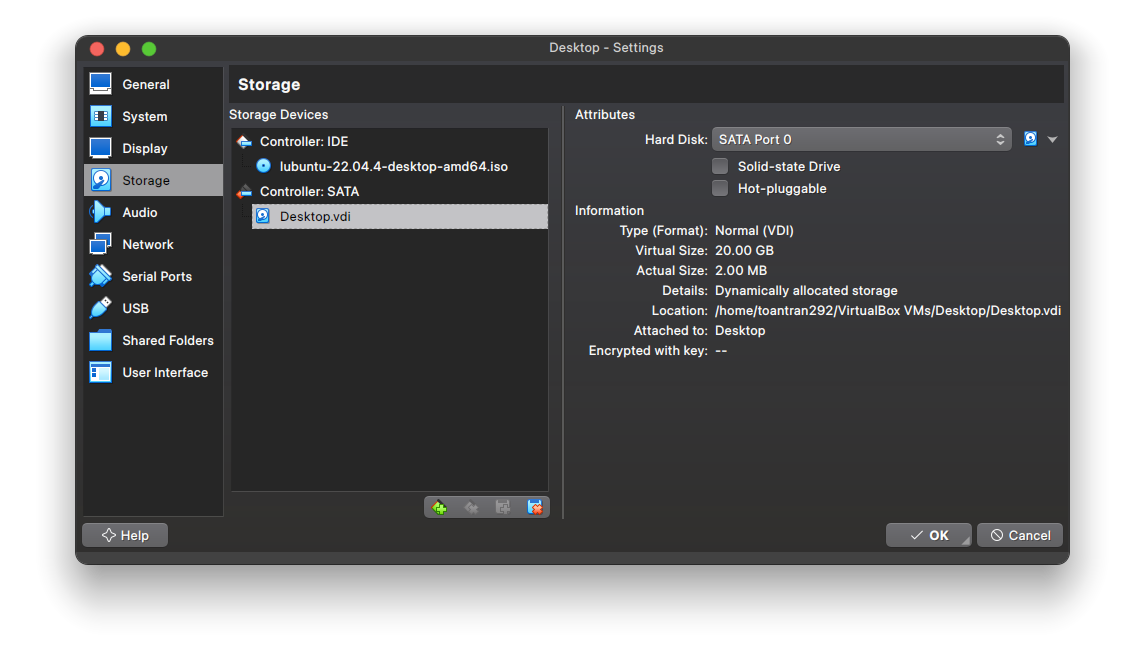 Desktop - Settings
General
System
Display
Storage
Audio
Network
Serial Ports
USB
Shared Folders
User Interface
Storage
Storage Devices
Controller: IDE
lubuntu-22.04.4-desktop-amd64.iso
Controller: SATA
Desktop.vdi
Attributes
Hard Disk: SATA Port 0
Solid-state Drive
Hot-pluggable
Information
Type (Format): Normal (VDI)
Virtual Size: 20.00 GB
Actual Size: 2.00 MB
Details: Dynamically allocated storage
Location: /home/toantran292/VirtualBox VMs/Desktop/Desktop.vdi
Attached to: Desktop
Encrypted with key: --
Help
OK
Cancel